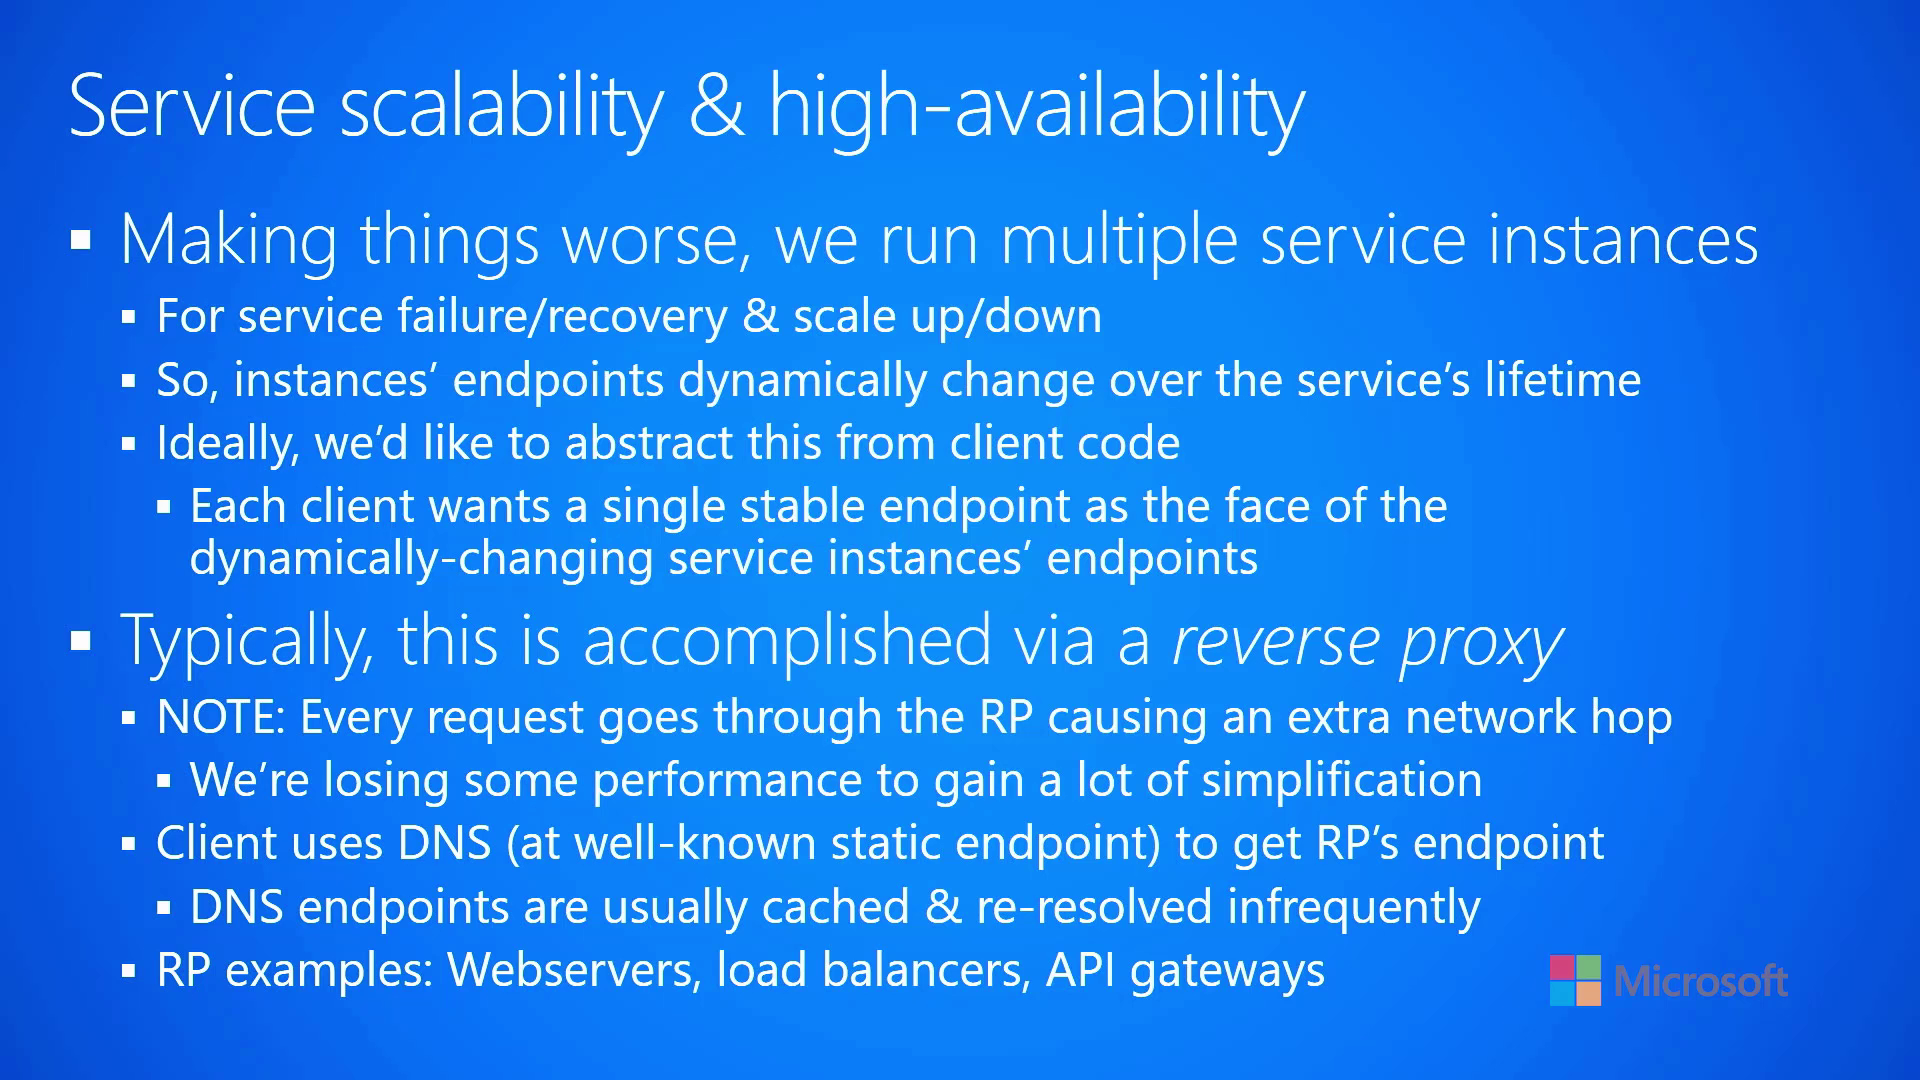 Service scalability & high-availability
▪ Making things worse, we run multiple service instances
▪ For service failure/recovery & scale up/down
▪ So, instances’ endpoints dynamically change over the service’s lifetime
▪ Ideally, we’d like to abstract this from client code
▪ Each client wants a single stable endpoint as the face of the
dynamically-changing service instances’ endpoints
▪ Typically, this is accomplished via a reverse proxy
▪ NOTE: Every request goes through the RP causing an extra network hop
▪ We’re losing some performance to gain a lot of simplification
▪ Client uses DNS (at well-known static endpoint) to get RP’s endpoint
▪ DNS endpoints are usually cached & re-resolved infrequently
▪ RP examples: Webservers, load balancers, API gateways
Microsoft